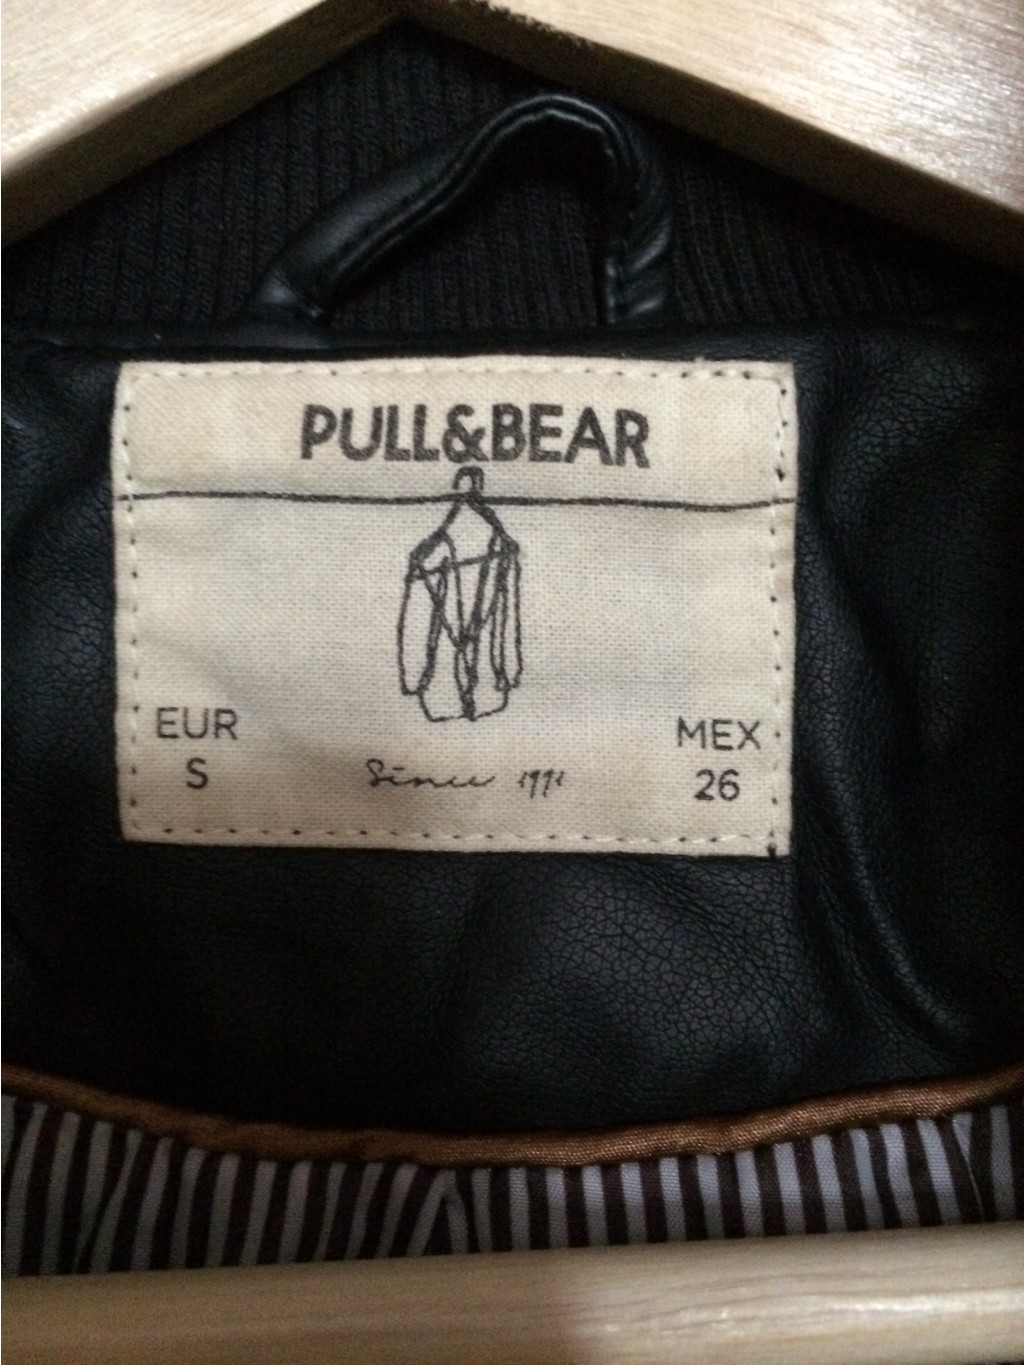 PULL&BEAR
EUR
S
MEX
26
Since 1991